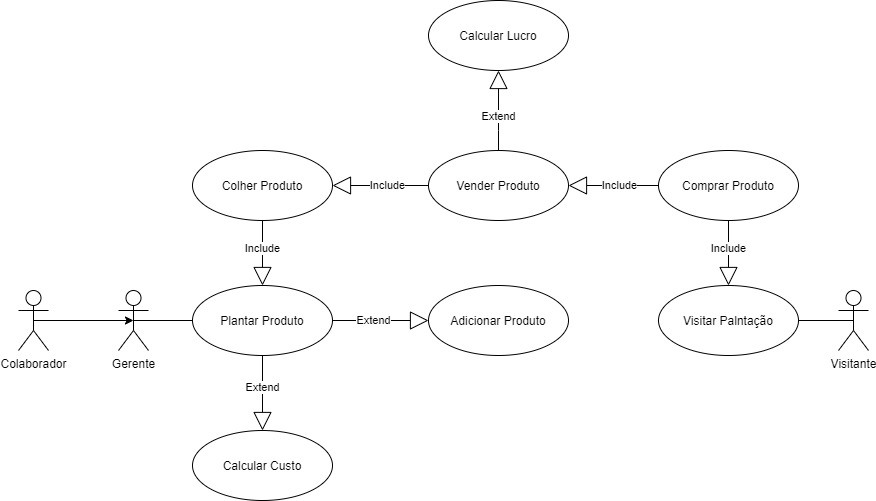 Calcular Lucro
Extend
Colher Produto
Include
Vender Produto
Include
Comprar Produto
Include
Include
Colaborador
Gerente
Plantar Produto
Extend
Adicionar Produto
Visitar Palntação
Visitante
Extend
Calcular Custo